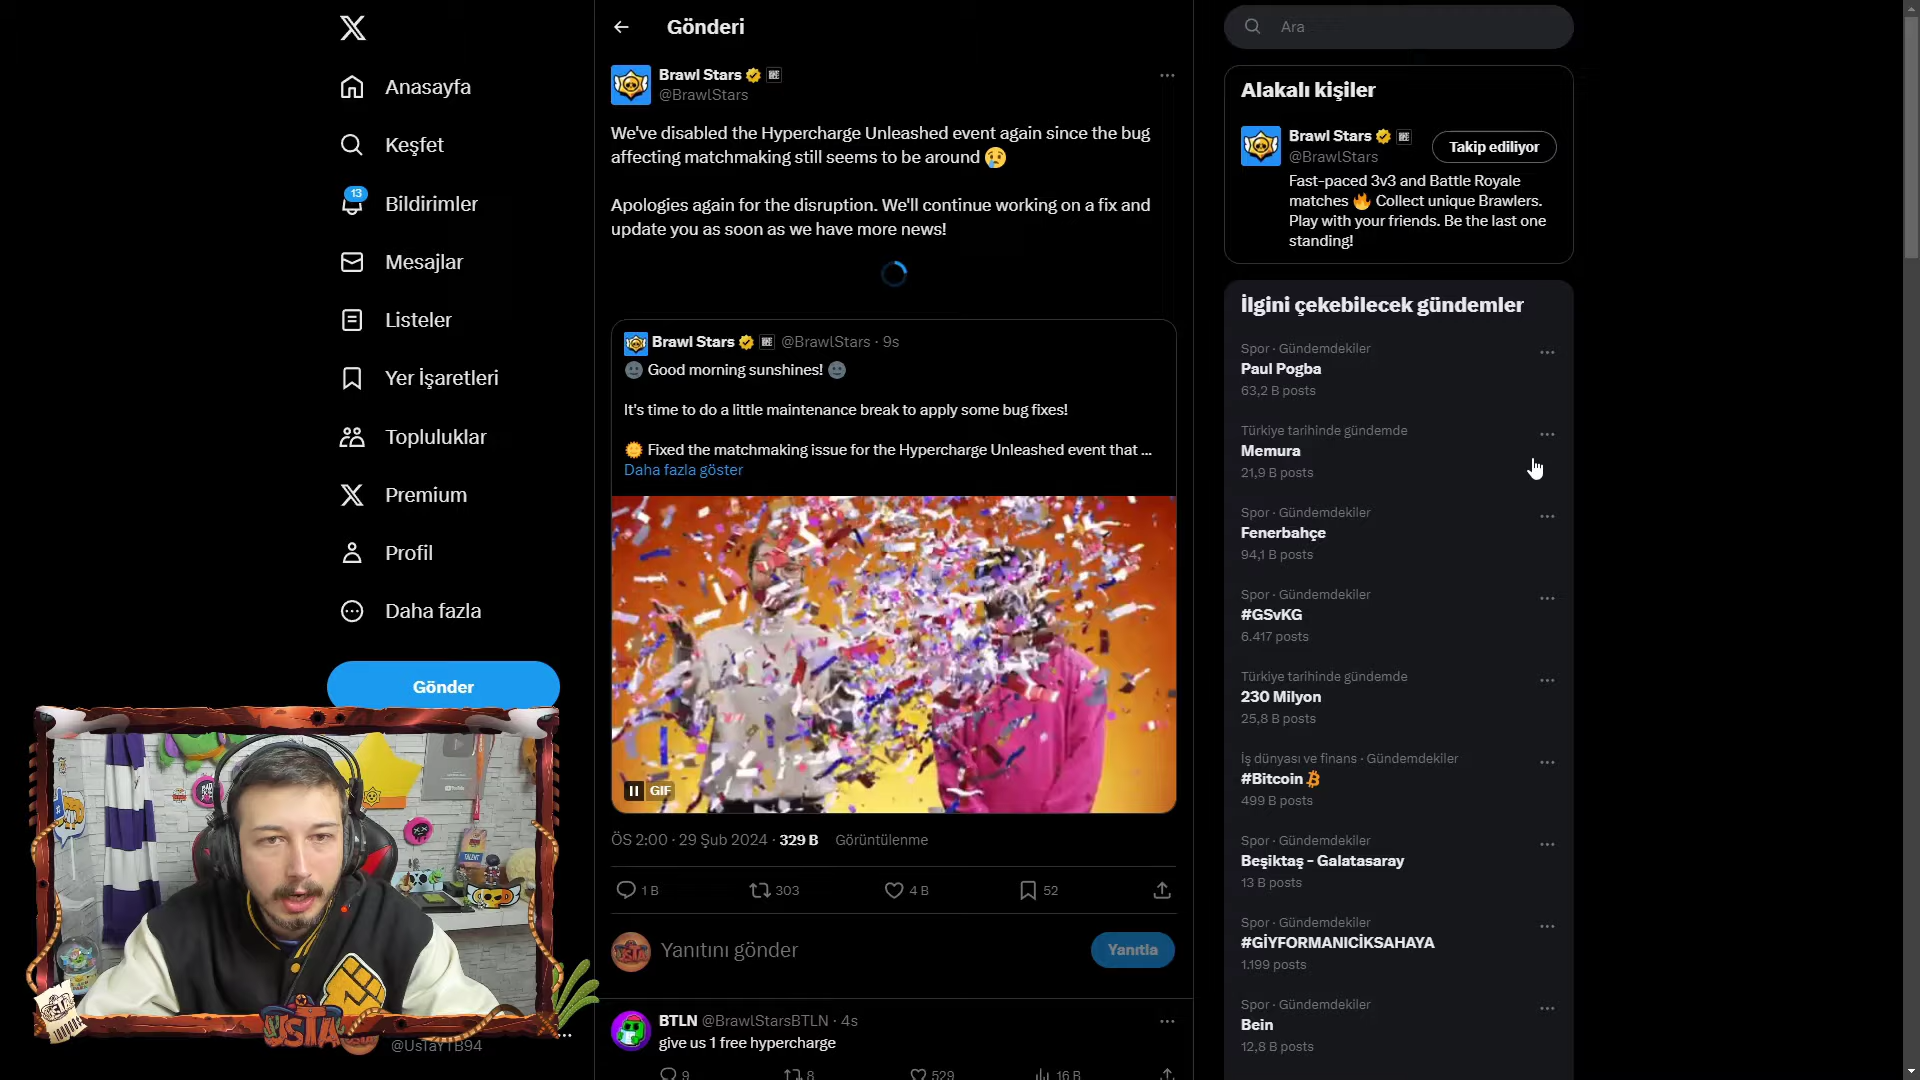 Anasayfa
Keşfet
13
Bildirimler
Mesajlar
Listeler
Yer İşaretleri
Topluluklar
Premium
Profil
Daha fazla
Gönder
USTA
@UsTaYTB94
Gönderi
Brawl Stars
@BrawlStars
We've disabled the Hypercharge Unleashed event again since the bug
affecting matchmaking still seems to be around 😢
Apologies again for the disruption. We'll continue working on a fix and
update you as soon as we have more news!
Brawl Stars @BrawlStars · 9s
🌚 Good morning sunshines! 🌚
It's time to do a little maintenance break to apply some bug fixes!
🌞 Fixed the matchmaking issue for the Hypercharge Unleashed event that ...
Daha fazla göster
GIF
ÖS 2:00 · 29 Şub 2024 · 329 B Görüntülenme
1 B 303 4 B 52
Yanıtını gönder
Yanıtla
BTLN @BrawlStarsBTLN · 4s
give us 1 free hypercharge
9 8 529 16 B
Ara
Alakalı kişiler
Brawl Stars
@BrawlStars
Takip ediliyor
Fast-paced 3v3 and Battle Royale
matches 🔥 Collect unique Brawlers.
Play with your friends. Be the last one
standing!
İlgini çekebilecek gündemler
Spor · Gündemdekiler
Paul Pogba
63,2 B posts
Türkiye tarihinde gündemde
Memura
21,9 B posts
Spor · Gündemdekiler
Fenerbahçe
94,1 B posts
Spor · Gündemdekiler
#GSvKG
6.417 posts
Türkiye tarihinde gündemde
230 Milyon
25,8 B posts
İş dünyası ve finans · Gündemdekiler
#Bitcoin
499 B posts
Spor · Gündemdekiler
Beşiktaş - Galatasaray
13 B posts
Spor · Gündemdekiler
#GİYFORMANICİKSAHAYA
1.199 posts
Spor · Gündemdekiler
Bein
12,8 B posts